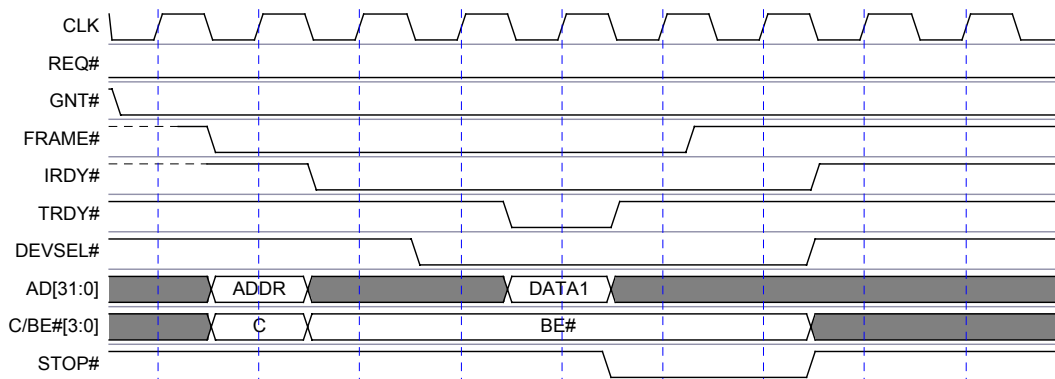 CLK
REQ#
GNT#
FRAME#
IRDY#
TRDY#
DEVSEL#
AD[31:0] ADDR DATA1
C/BE#[3:0] C BE#
STOP#